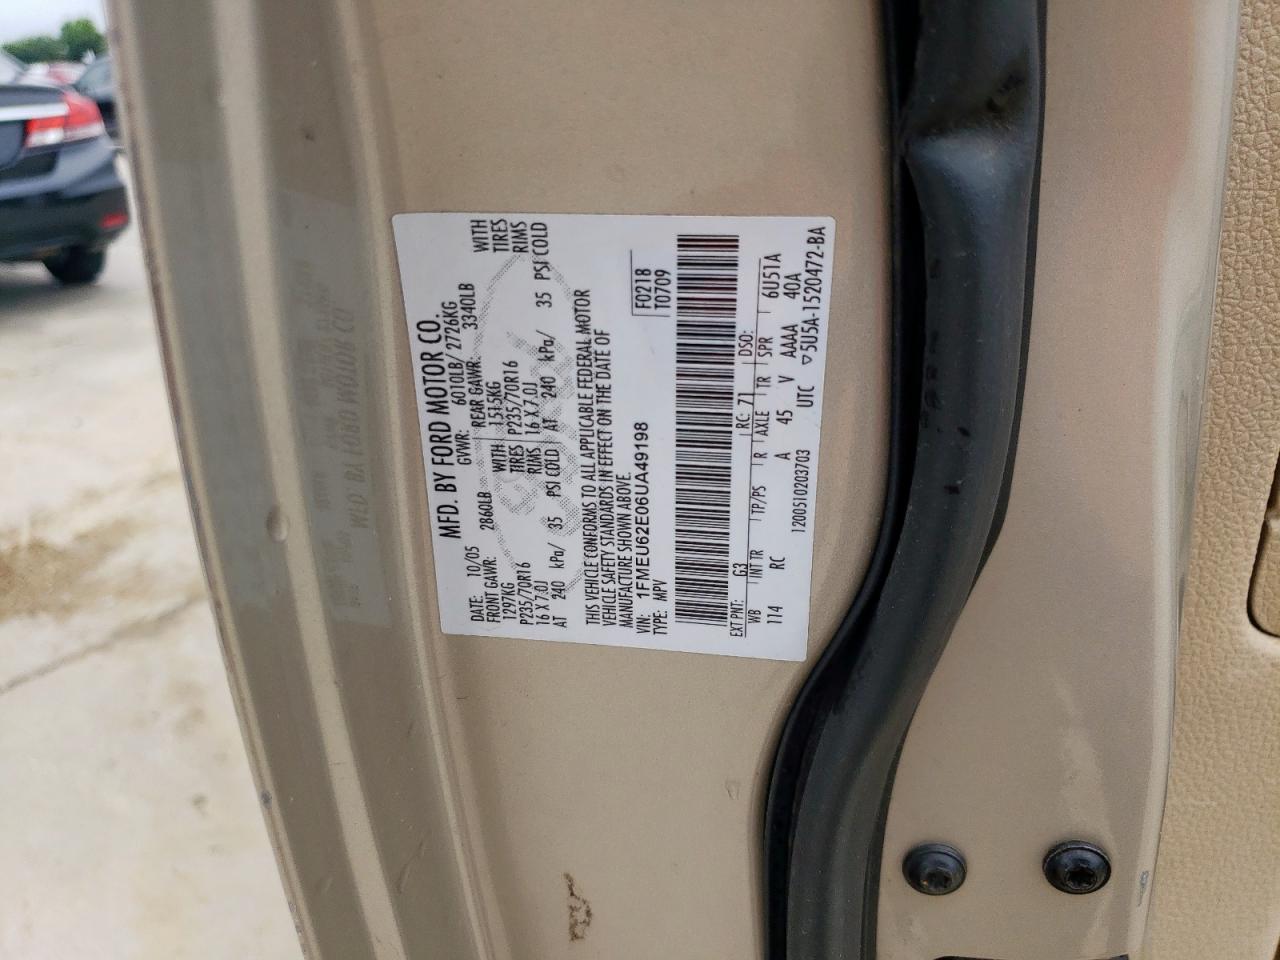 MFD. BY FORD MOTOR CO.
DATE: 10/05 GVWR: 6010LB/ 2726KG
FRONT GAWR: 2860LB REAR GAWR: 3340LB
1297KG WITH 1515KG WITH
P235/70R16 TIRES P235/70R16 TIRES
16 X 7.0J RIMS 16 X 7.0J RIMS
AT 240 kPa/ 35 PSI COLD AT 240 kPa/ 35 PSI COLD
THIS VEHICLE CONFORMS TO ALL APPLICABLE FEDERAL MOTOR
VEHICLE SAFETY STANDARDS IN EFFECT ON THE DATE OF
MANUFACTURE SHOWN ABOVE.
VIN: 1FMEU62E06UA49198 F0218
TYPE: MPV T0709
EXT PNT: G3 RC: 71 DSO:
WB INT TR TP/PS R AXLE TR SPR 6U51A
114 RC A 45 V AAAA 40A
UTC ▽5U5A-1520472-BA
1200510203703